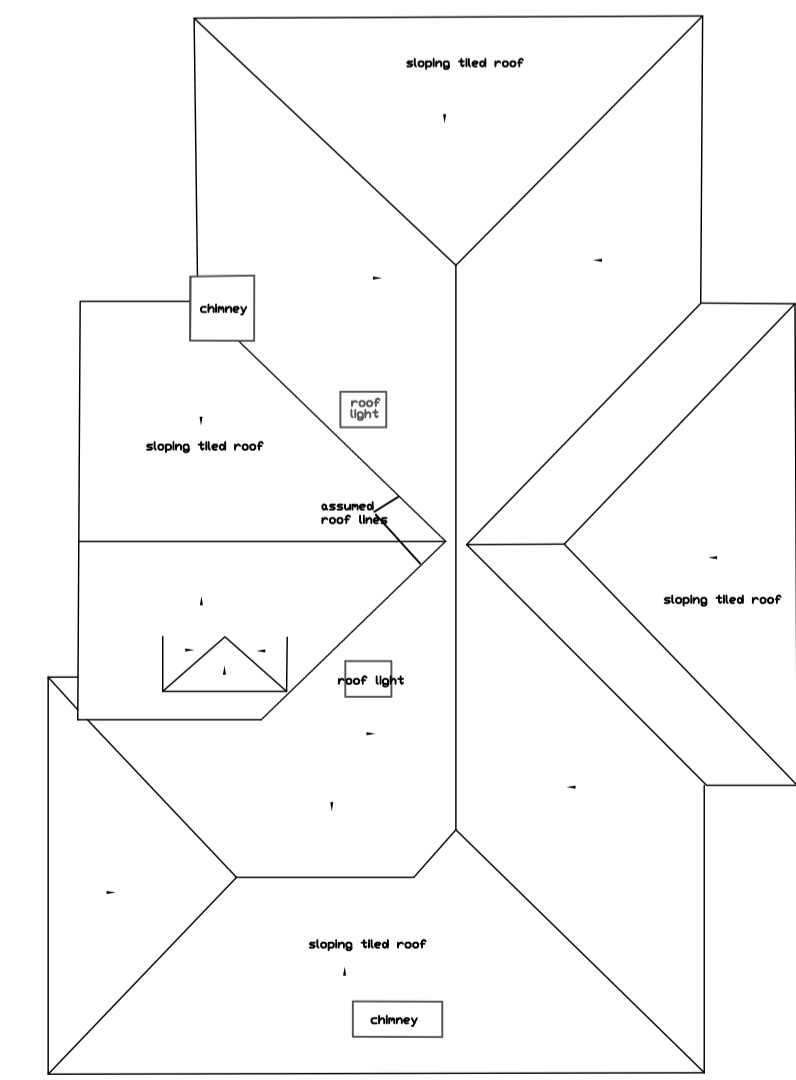 sloping tiled roof
chimney
roof
light
sloping tiled roof
assumed
roof lines
sloping tiled roof
roof light
sloping tiled roof
chimney